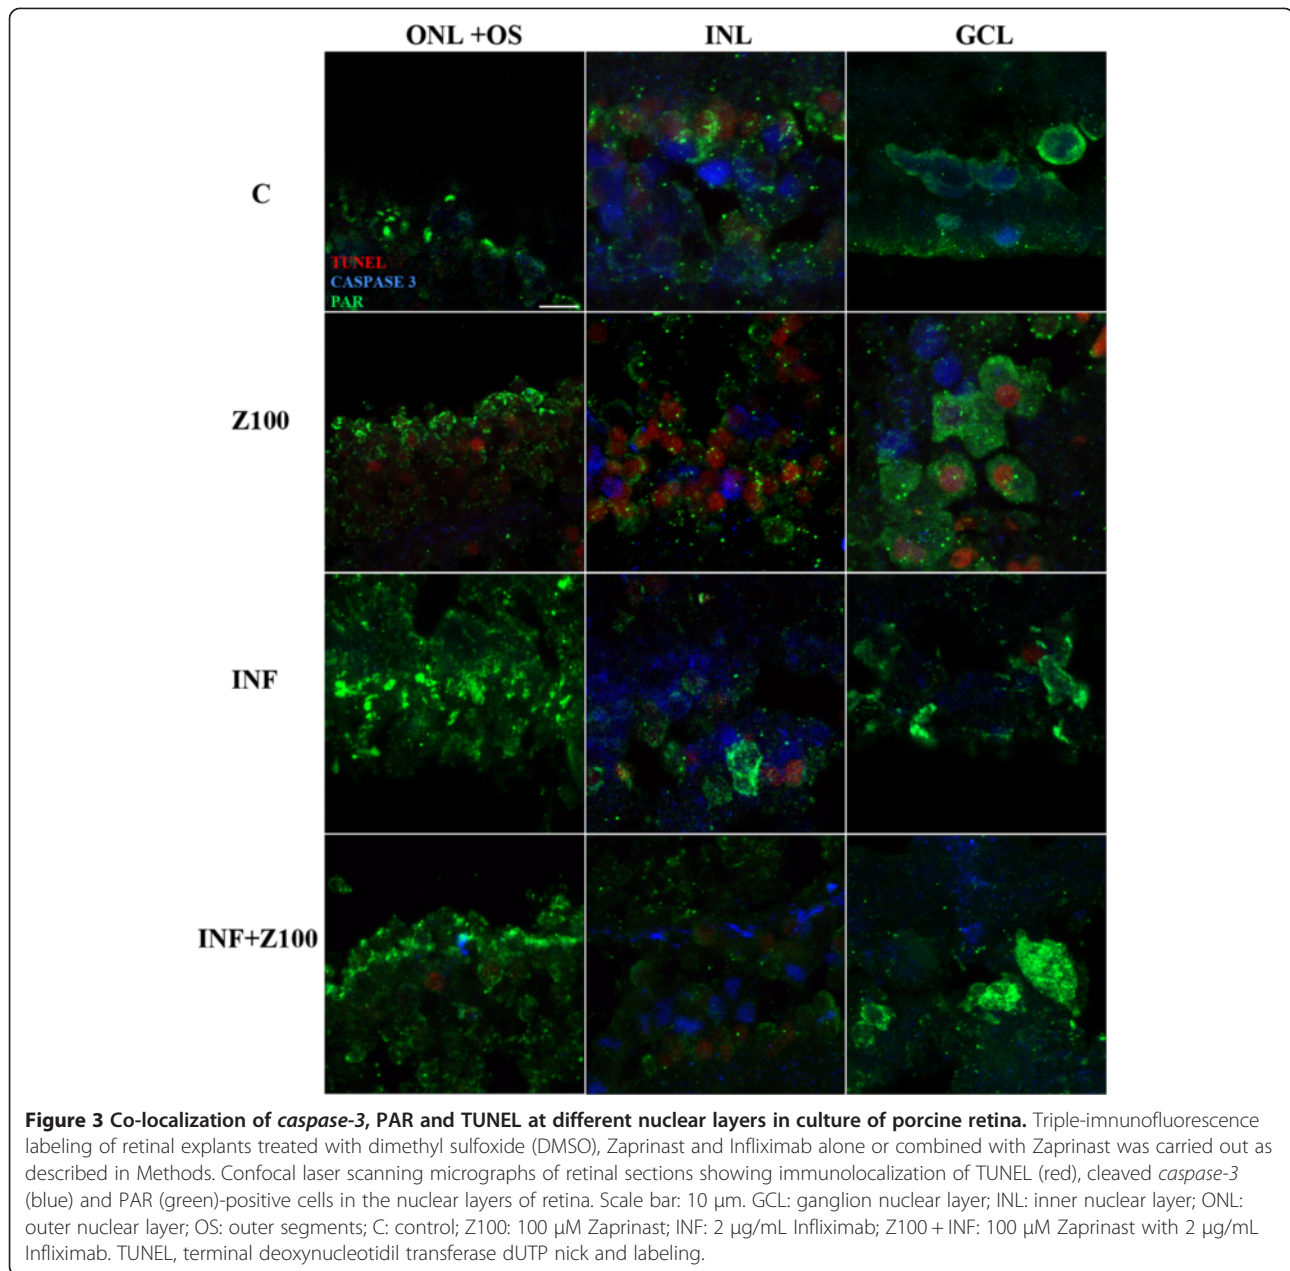 ONL +OS INL GCL
C
TUNEL
CASPASE 3
PAR
Z100
INF
INF+Z100
Figure 3 Co-localization of caspase-3, PAR and TUNEL at different nuclear layers in culture of porcine retina. Triple-imnunofluorescence
labeling of retinal explants treated with dimethyl sulfoxide (DMSO), Zaprinast and Infliximab alone or combined with Zaprinast was carried out as
described in Methods. Confocal laser scanning micrographs of retinal sections showing immunolocalization of TUNEL (red), cleaved caspase-3
(blue) and PAR (green)-positive cells in the nuclear layers of retina. Scale bar: 10 μm. GCL: ganglion nuclear layer; INL: inner nuclear layer; ONL:
outer nuclear layer; OS: outer segments; C: control; Z100: 100 μM Zaprinast; INF: 2 μg/mL Infliximab; Z100 + INF: 100 μM Zaprinast with 2 μg/mL
Infliximab. TUNEL, terminal deoxynucleotidil transferase dUTP nick and labeling.